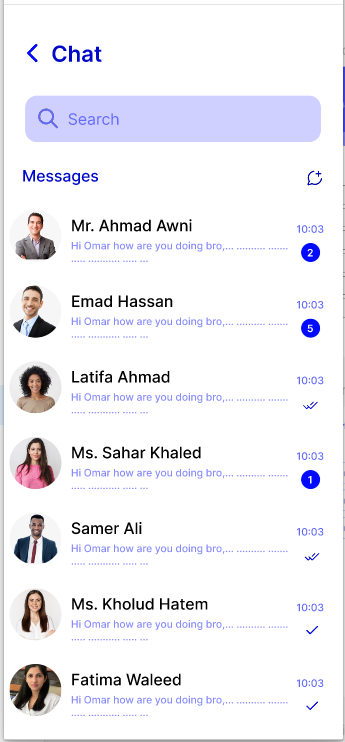 Chat
Search
Messages
Mr. Ahmad Awni
10:03
Hi Omar how are you doing bro,... .......... .......
..... ........... ..... ...
2
Emad Hassan
10:03
Hi Omar how are you doing bro,... .......... .......
..... ........... ..... ...
5
Latifa Ahmad
10:03
Hi Omar how are you doing bro,... .......... .......
..... ........... ..... ...
Ms. Sahar Khaled
10:03
Hi Omar how are you doing bro,... .......... .......
..... ........... ..... ...
1
Samer Ali
10:03
Hi Omar how are you doing bro,... .......... .......
..... ........... ..... ...
Ms. Kholud Hatem
10:03
Hi Omar how are you doing bro,... .......... .......
..... ........... ..... ...
Fatima Waleed
10:03
Hi Omar how are you doing bro,... .......... .......
..... ........... ..... ...